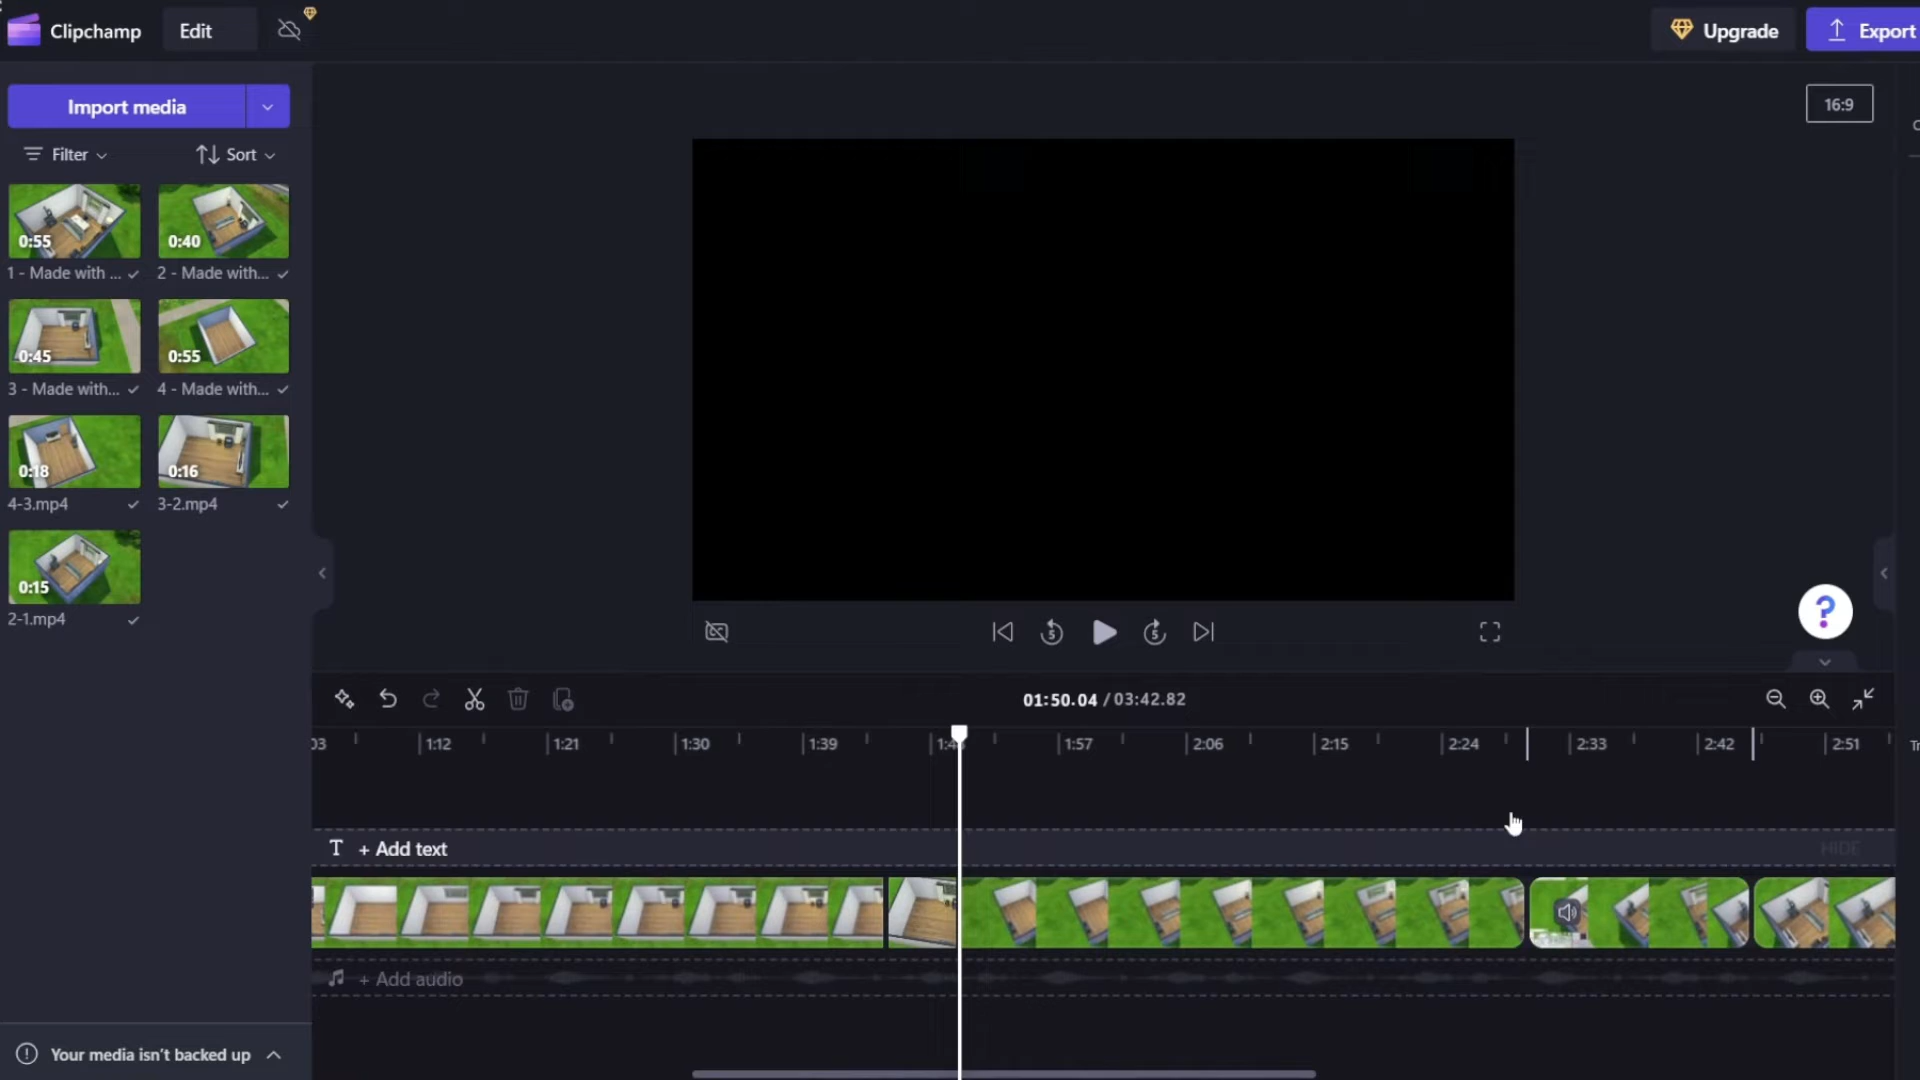 Clipchamp
Edit
Upgrade
Export
Import media
Filter
Sort
16:9
0:55
0:40
1 - Made with ...
2 - Made with...
0:45
0:55
3 - Made with...
4 - Made with...
0:18
0:16
4-3.mp4
3-2.mp4
0:15
2-1.mp4
5
5
?
01:50.04 / 03:42.82
03
1:12
1:21
1:30
1:39
1:57
2:06
2:15
2:24
2:33
2:42
2:51
T + Add text
HIDE
+ Add audio
Your media isn't backed up